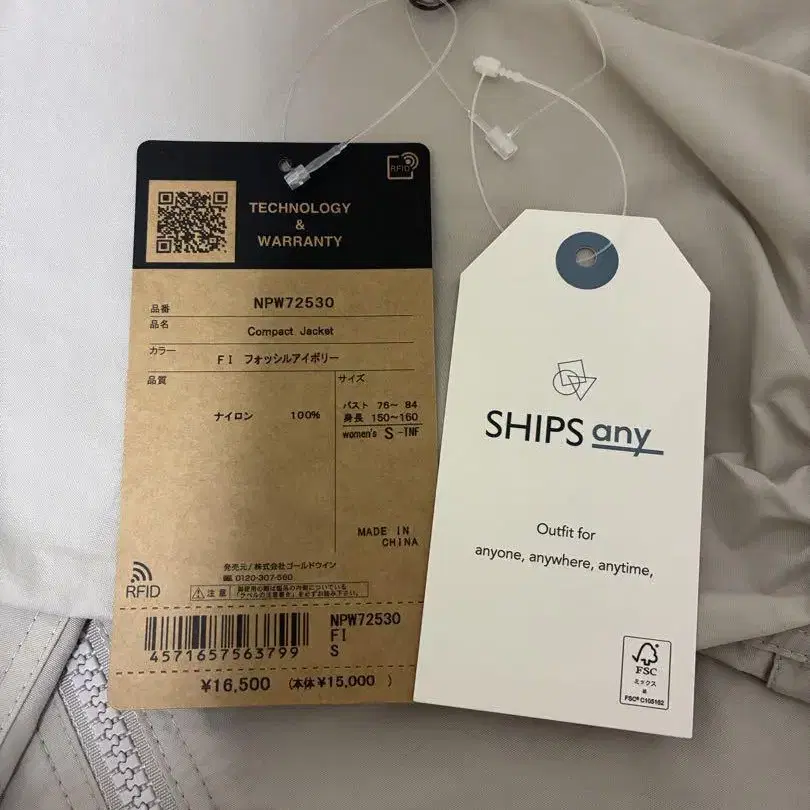 RFID
TECHNOLOGY
&
WARRANTY
品番 NPW72530
品名 Compact Jacket
カラー FI フォッシルアイボリー
品質
ナイロン 100%
サイズ
バスト 76~ 84
身長 150~160
women's S -INF
MADE IN
CHINA
RFID
発売元/株式会社ゴールドウイン
0120-307-560
注意
4571657563799
NPW72530
FI
S
¥16,500 (本体¥15,000 )
SHIPS any
Outfit for
anyone, anywhere, anytime,
FSC
ミックス
FSC® C105162